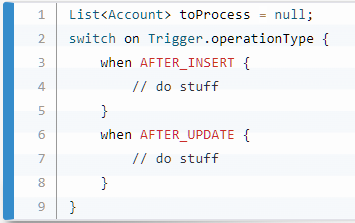 1 List<Account> toProcess = null;
2 switch on Trigger.operationType {
3     when AFTER_INSERT {
4         // do stuff
5     }
6     when AFTER_UPDATE {
7         // do stuff
8     }
9 }